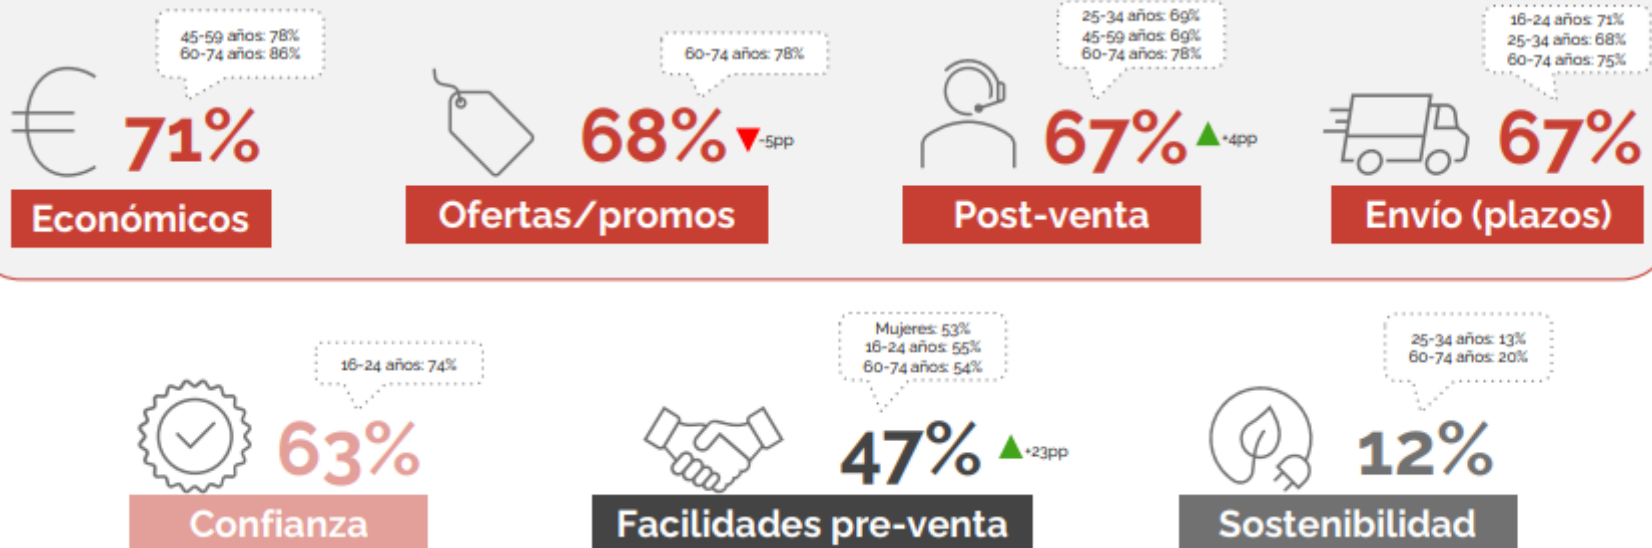 45-59 años: 78%
60-74 años: 86%
71%
Económicos
60-74 años: 78%
68%
-5pp
Ofertas/promos
25-34 años: 69%
45-59 años: 69%
60-74 años: 78%
67%
+4pp
Post-venta
16-24 años: 71%
25-34 años: 68%
60-74 años: 75%
67%
Envío (plazos)
16-24 años: 74%
63%
Confianza
Mujeres: 53%
16-24 años: 55%
60-74 años: 54%
47%
+23pp
Facilidades pre-venta
25-34 años: 13%
60-74 años: 20%
12%
Sostenibilidad